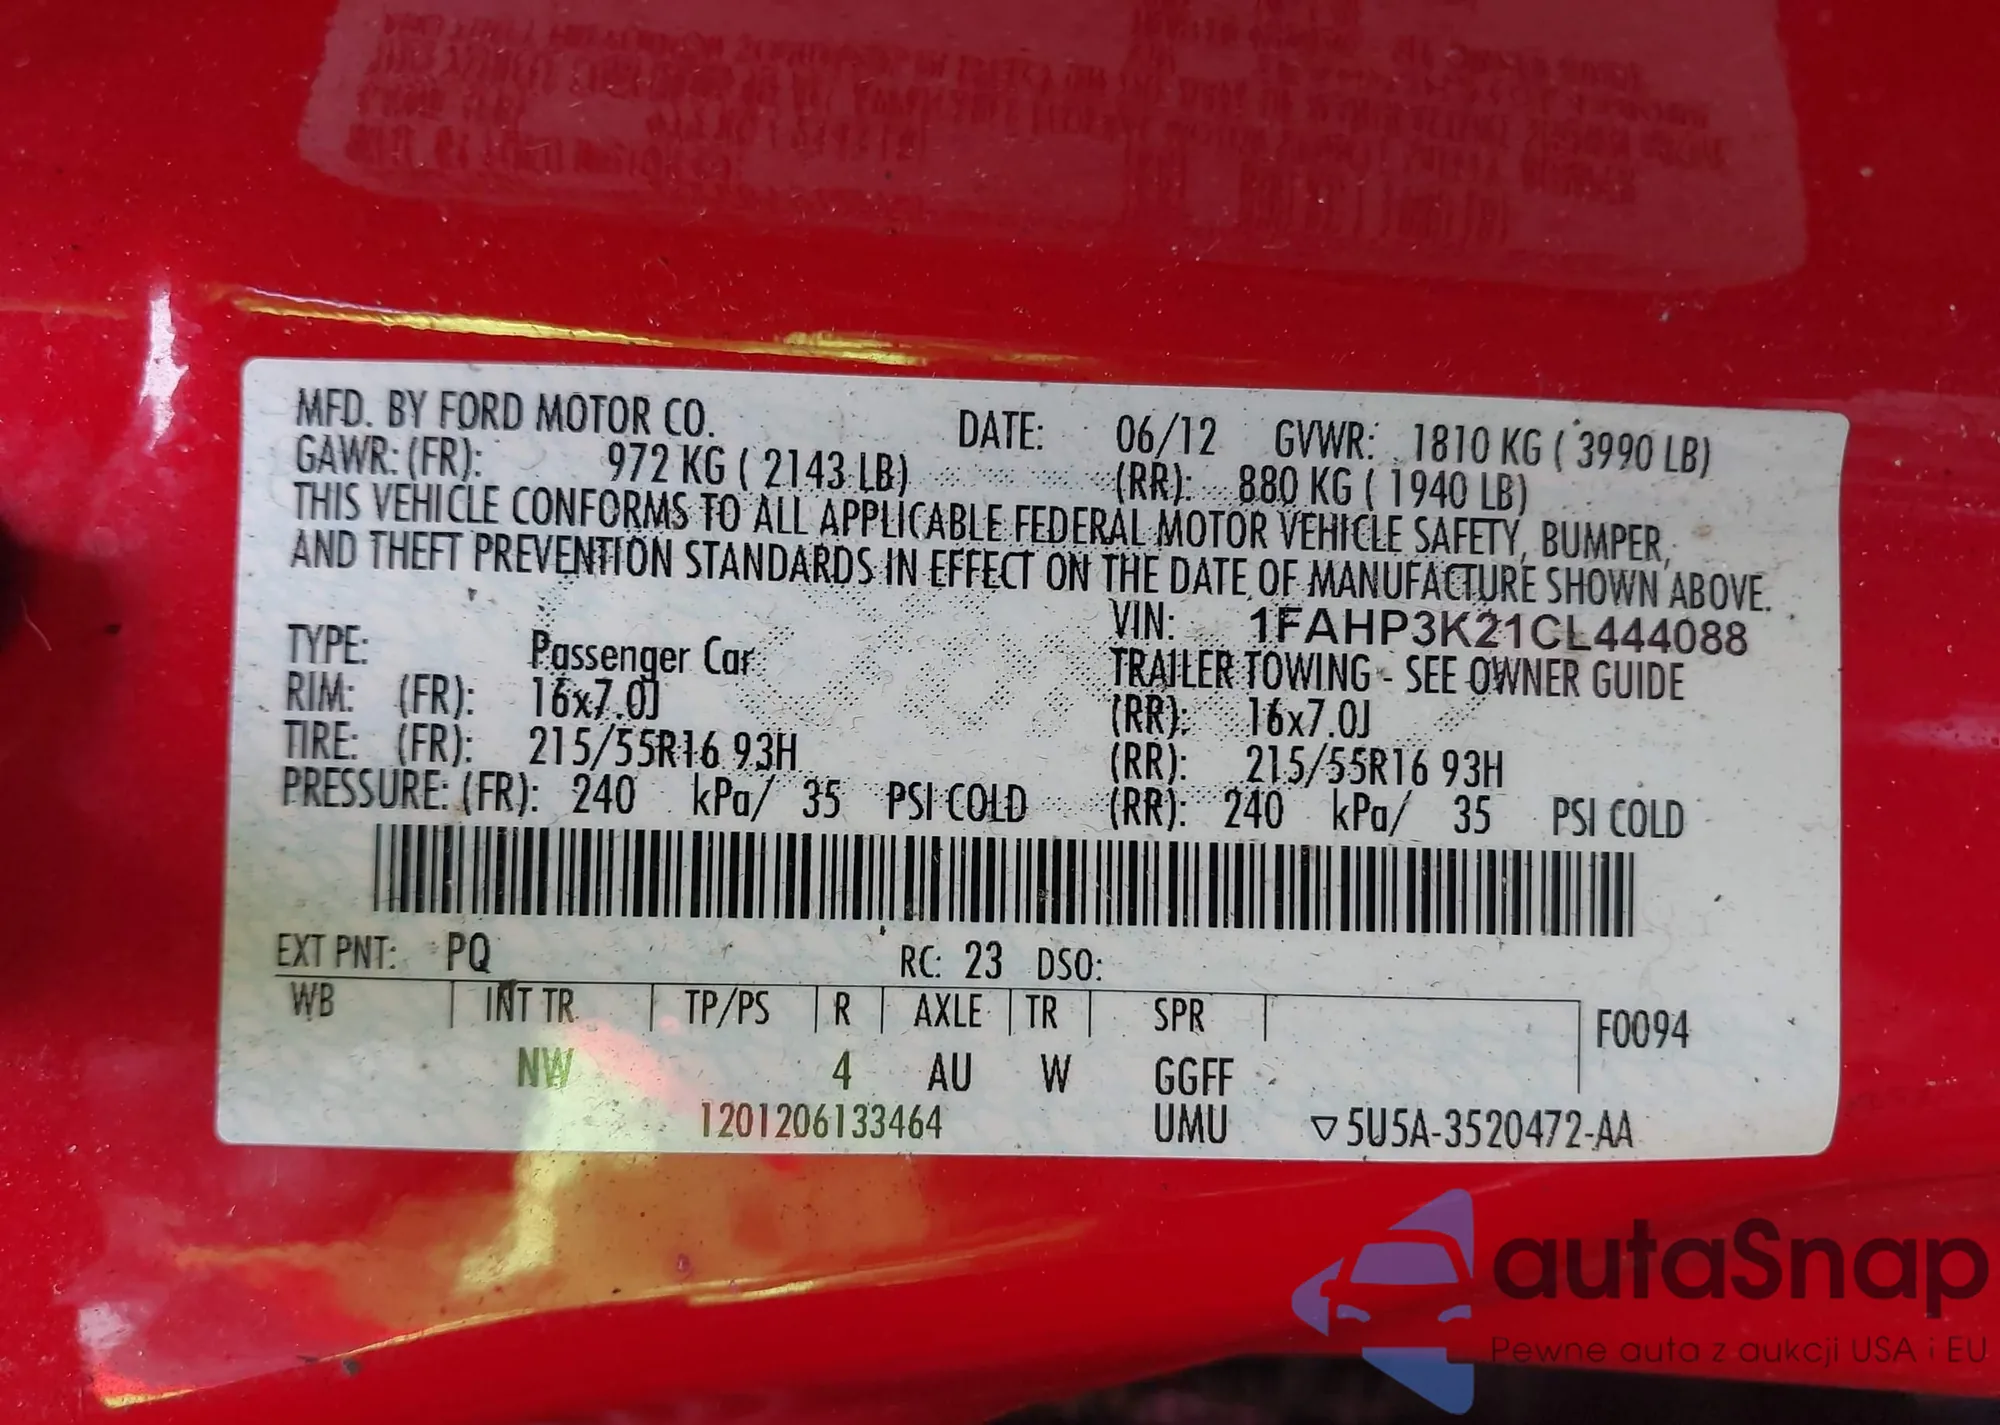 MFD. BY FORD MOTOR CO. DATE: 06/12 GVWR: 1810 KG ( 3990 LB)
GAWR: (FR): 972 KG ( 2143 LB) (RR): 880 KG ( 1940 LB)
THIS VEHICLE CONFORMS TO ALL APPLICABLE FEDERAL MOTOR VEHICLE SAFETY, BUMPER,
AND THEFT PREVENTION STANDARDS IN EFFECT ON THE DATE OF MANUFACTURE SHOWN ABOVE.
VIN: 1FAHP3K21CL444088
TYPE: Passenger Car TRAILER TOWING - SEE OWNER GUIDE
RIM: (FR): 16x7.0J (RR): 16x7.0J
TIRE: (FR): 215/55R16 93H (RR): 215/55R16 93H
PRESSURE: (FR): 240 kPa/ 35 PSI COLD (RR): 240 kPa/ 35 PSI COLD
EXT PNT: PQ RC: 23 DSO:
WB INT TR TP/PS R AXLE TR SPR F0094
NW 4 AU W GGFF
1201206133464 UMU ▽5U5A-3520472-AA
autaSnap
Pewne auta z aukcji USA i EU